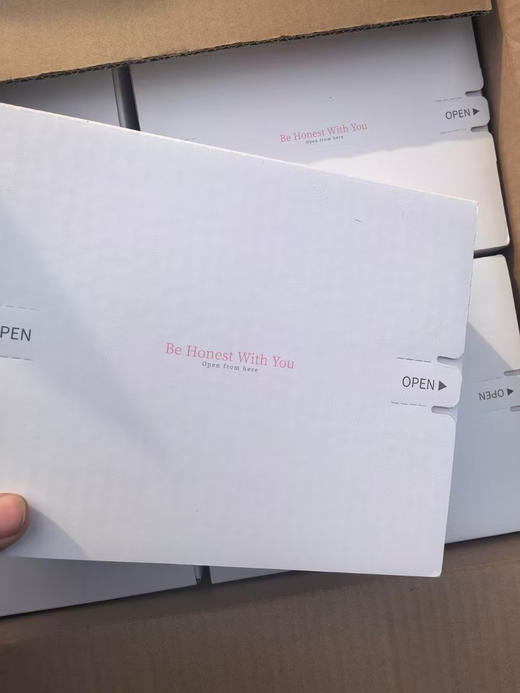 Be Honest With You
Open from here
OPEN
PEN
Be Honest With You
Open from here
OPEN
OPEN